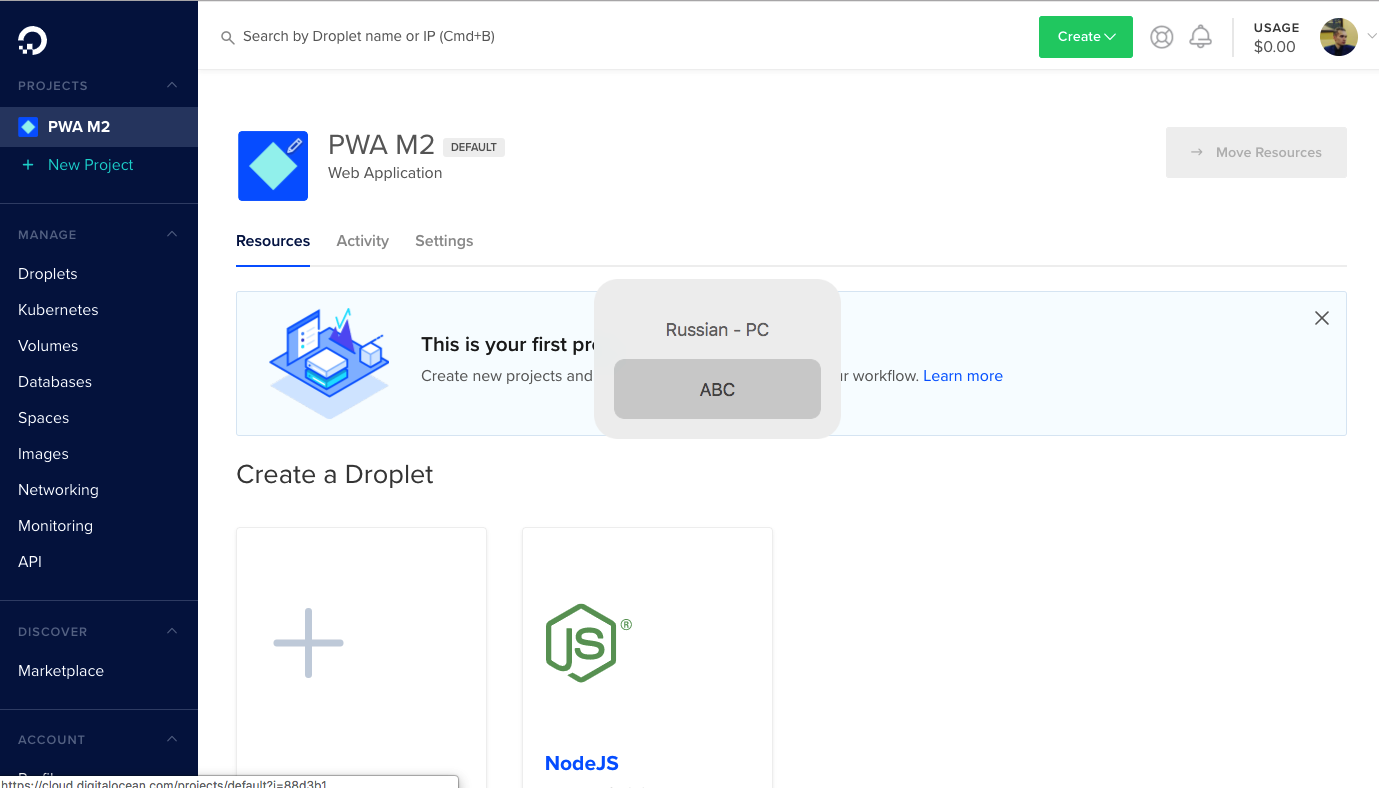 Search by Droplet name or IP (Cmd+B)
Create
USAGE
$0.00
PROJECTS
PWA M2
+ New Project
MANAGE
Droplets
Kubernetes
Volumes
Databases
Spaces
Images
Networking
Monitoring
API
DISCOVER
Marketplace
ACCOUNT
https://cloud.digitalocean.com/projects/default?i=88d3b1
PWA M2 DEFAULT
Web Application
→ Move Resources
Resources Activity Settings
This is your first pr
Create new projects and ur workflow. Learn more
Russian - PC
ABC
Create a Droplet
JS ®
NodeJS